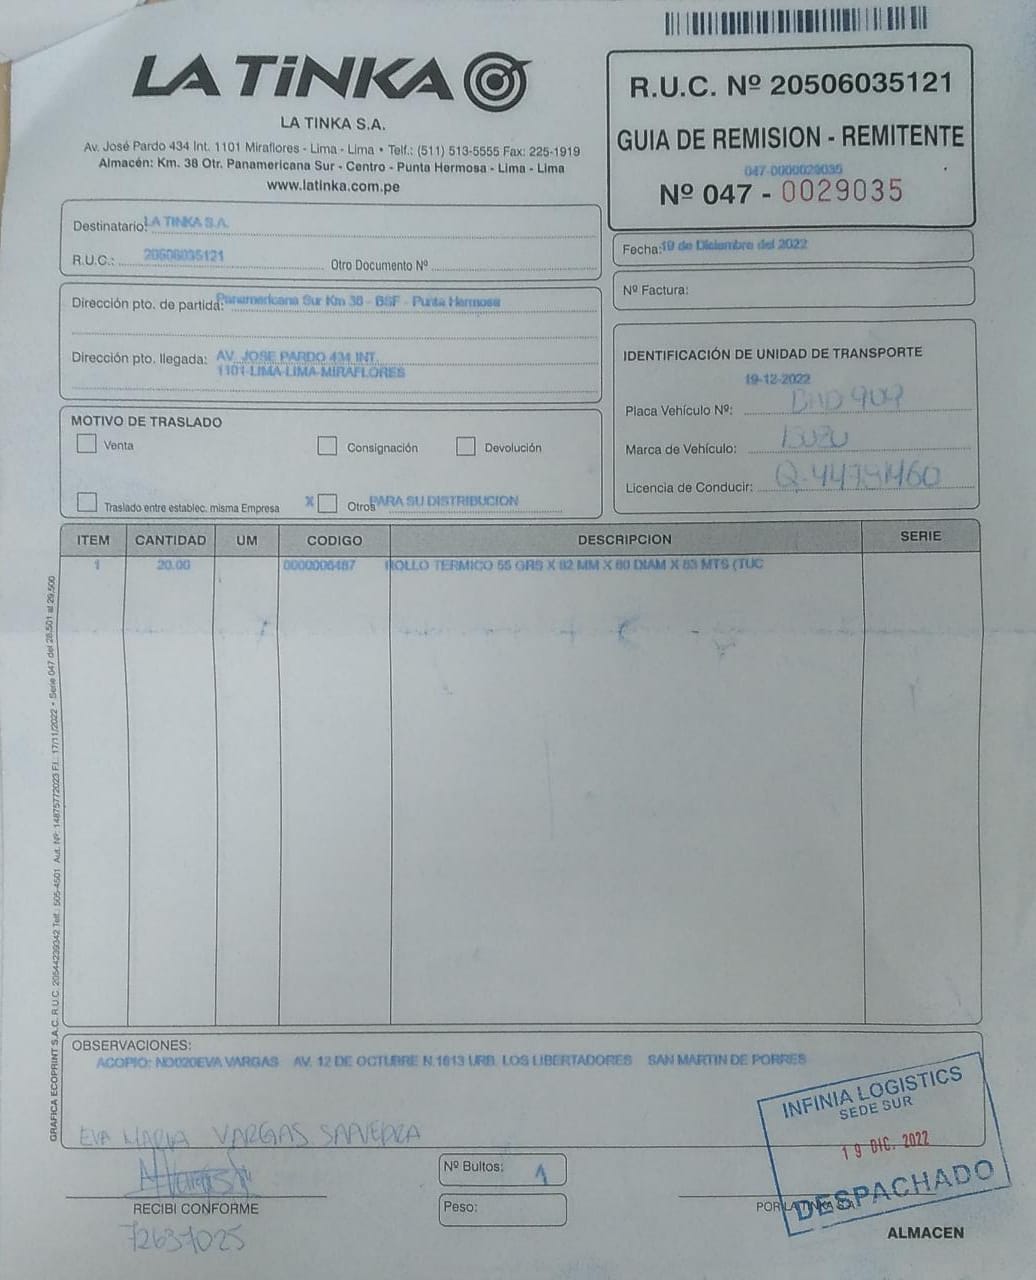 LA TiNKA
LA TINKA S.A.
Av. José Pardo 434 Int. 1101 Miraflores - Lima - Lima • Telf.: (511) 513-5555 Fax: 225-1919
Almacén: Km. 38 Otr. Panamericana Sur - Centro - Punta Hermosa - Lima - Lima
www.latinka.com.pe
R.U.C. Nº 20506035121
GUIA DE REMISION - REMITENTE
047-0000029035
Nº 047 - 0029035
Destinatario: LA TINKA S.A.
R.U.C.: 20506035121 Otro Documento Nº
Fecha: 19 de Diciembre del 2022
Nº Factura:
Dirección pto. de partida: Panamericana Sur Km 38 - BSF - Punta Hermosa
Dirección pto. llegada: AV. JOSE PARDO 434 INT.
1101-LIMA-LIMA-MIRAFLORES
IDENTIFICACIÓN DE UNIDAD DE TRANSPORTE
19-12-2022
Placa Vehículo Nº:
Marca de Vehículo: ISUZU
Licencia de Conducir:
MOTIVO DE TRASLADO
Venta Consignación Devolución
Traslado entre establec. misma Empresa X Otros PARA SU DISTRIBUCION
ITEM CANTIDAD UM CODIGO DESCRIPCION SERIE
1 20.00 0000006487 ROLLO TERMICO 55 GRS X 82 MM X 80 DIAM X 83 MTS (TUC
GRAFICA ECOPRINT S.A.C. R.U.C. 20544239342 Telf.: 505-4501 Aut. Nº: 14875772023 F.I.: 17/11/2022 • Serie 047 del 28,501 al 29,500
OBSERVACIONES:
ACOPIO: ND020EVA VARGAS AV. 12 DE OCTUBRE N.1613 URB. LOS LIBERTADORES SAN MARTIN DE PORRES
EVA MARIA VARGAS SAAVEDRA
INFINIA LOGISTICS
SEDE SUR
19 DIC. 2022
DESPACHADO
Nº Bultos: 1
RECIBI CONFORME
72637025
Peso:
POR LA TINKA S.A.
ALMACEN